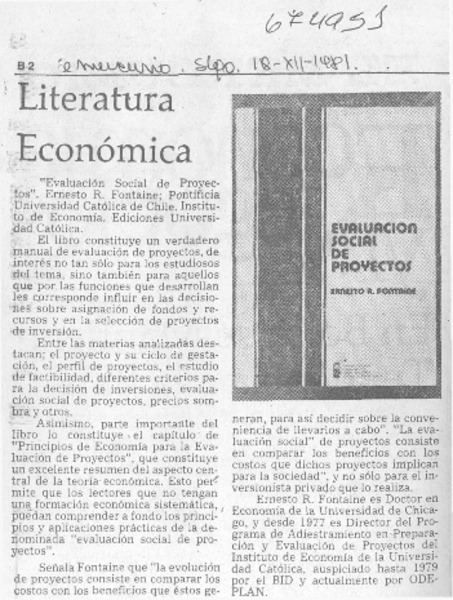 674951
B 2
El Mercurio. Stgo. 18-XII-1981.
Literatura
Económica
"Evaluación Social de Proyec-
tos". Ernesto R. Fontaine; Pontificia
Universidad Católica de Chile. Institu-
to de Economía. Ediciones Universi-
dad Católica.
El libro constituye un verdadero
manual de evaluación de proyectos, de
interés no tan sólo para los estudiosos
del tema, sino también para aquellos
que por las funciones que desarrollan
les corresponde influir en las decisio-
nes sobre asignación de fondos y re-
cursos y en la selección de proyectos
de inversión.
Entre las materias analizadas des-
tacan; el proyecto y su ciclo de gesta-
ción, el perfil de proyectos, el estudio
de factibilidad, diferentes criterios pa-
ra la decisión de inversiones, evalua-
ción social de proyectos, precios som-
bra y otros.
Asimismo, parte importante del
libro lo constituye el capítulo de
"Principios de Economía para la Eva-
luación de Proyectos", que constituye
un excelente resumen del aspecto cen-
tral de la teoría económica. Esto per-
mite que los lectores que no tengan
una formación económica sistemática,
puedan comprender a fondo los princi-
pios y aplicaciones prácticas de la de-
nominada "evaluación social de pro-
yectos".
Señala Fontaine que "la evolución
de proyectos consiste en comparar los
costos con los beneficios que éstos ge-
EVALUACION
SOCIAL
DE
PROYECTOS
ERNESTO R. FONTAINE
neran, para así decidir sobre la conve-
niencia de llevarlos a cabo". "La eva-
luación social" de proyectos consiste
en comparar los beneficios con los
costos que dichos proyectos implican
para la sociedad", y no sólo para el in-
versionista privado que lo realiza.
Ernesto R. Fontaine es Doctor en
Economía de la Universidad de Chica-
go, y desde 1977 es Director del Pro-
grama de Adiestramiento en Prepara-
ción y Evaluación de Proyectos del
Instituto de Economía de la Universi-
dad Católica, auspiciado hasta 1979
por el BID y actualmente por ODE-
PLAN.